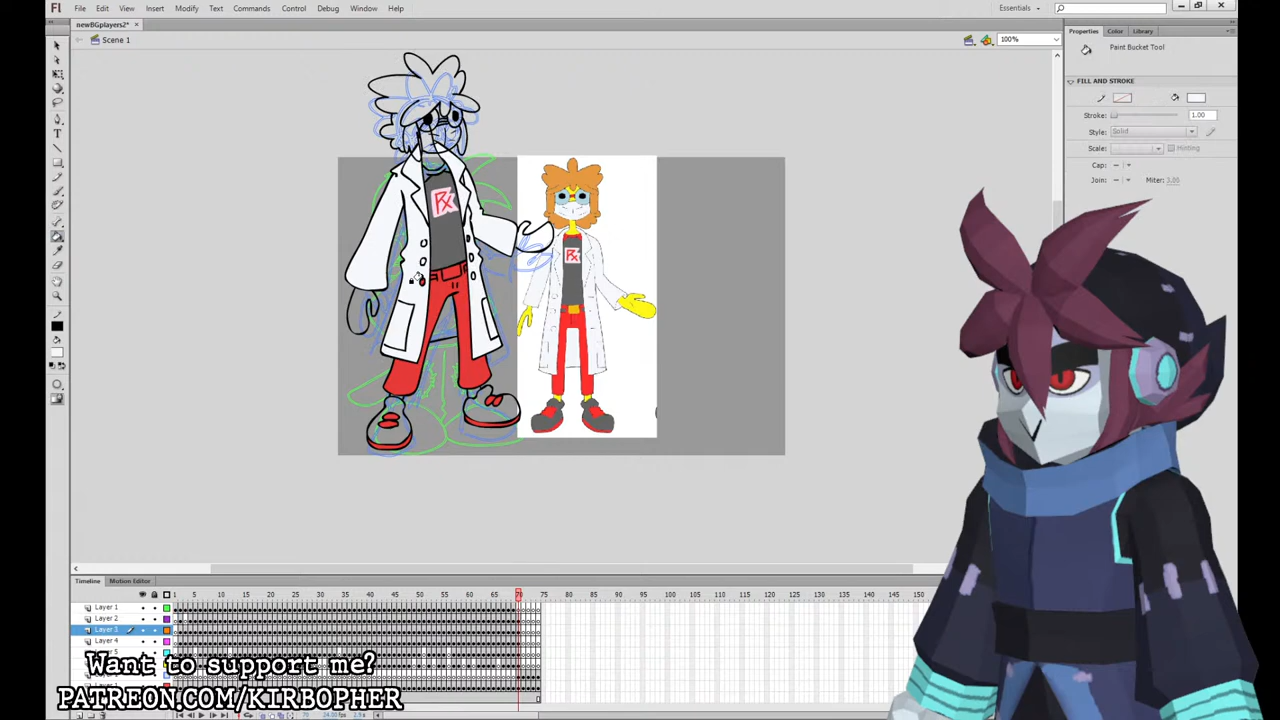 Fl File Edit View Insert Modify Text Commands Control Debug Window Help Essentials
newBGplayers2*
Scene 1 100%
Properties Color Library
Paint Bucket Tool
FILL AND STROKE
Stroke: 1.00
Style: Solid
Scale: Hinting
Cap:
Join: Miter: 3.00
Rx
Rx
Timeline Motion Editor
1 5 10 15 20 25 30 35 40 45 50 55 60 65 70 75 80 85 90 95 100 105 110 115 120 125 130 135 140 145 150
Layer 1
Layer 2
Layer 3
Layer 4
Want to support me?
PATREON.COM/KIRBOPHER